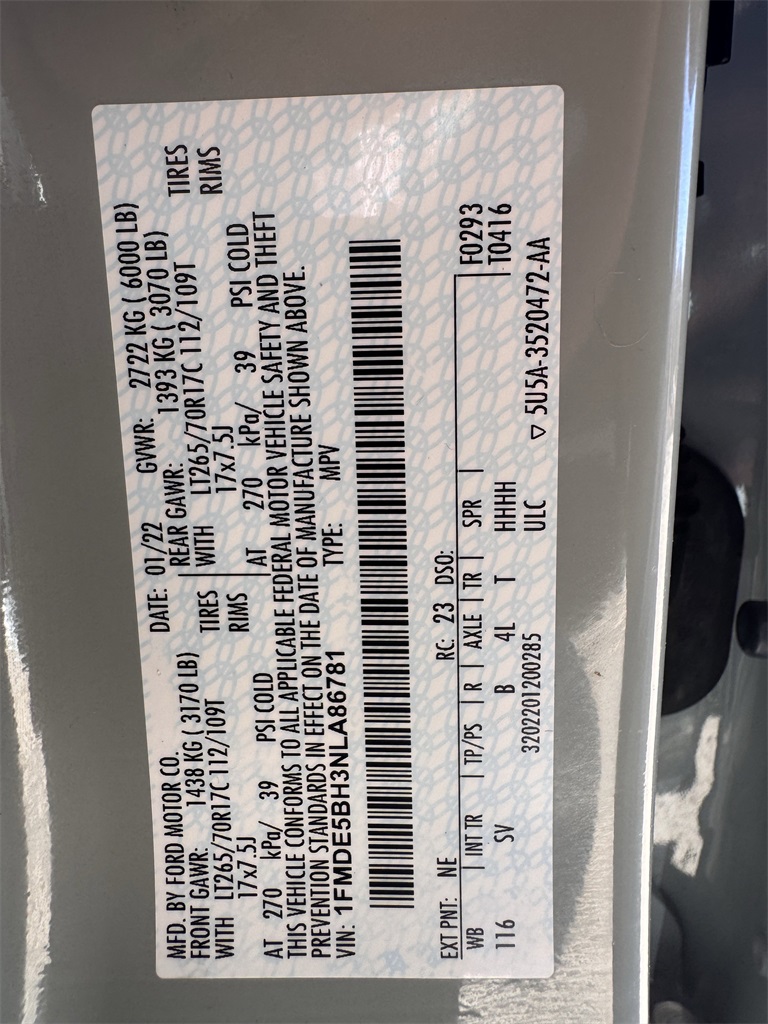 MFD. BY FORD MOTOR CO. DATE: 01/22 GVWR: 2722 KG ( 6000 LB)
FRONT GAWR: 1438 KG ( 3170 LB) REAR GAWR: 1393 KG ( 3070 LB)
WITH LT265/70R17C 112/109T TIRES WITH LT265/70R17C 112/109T TIRES
17x7.5J RIMS 17x7.5J RIMS
AT 270 kPa/ 39 PSI COLD AT 270 kPa/ 39 PSI COLD
THIS VEHICLE CONFORMS TO ALL APPLICABLE FEDERAL MOTOR VEHICLE SAFETY AND THEFT
PREVENTION STANDARDS IN EFFECT ON THE DATE OF MANUFACTURE SHOWN ABOVE.
VIN: 1FMDE5BH3NLA86781 TYPE: MPV
EXT PNT: NE RC: 23 DSO: F0293
WB INT TR TP/PS R AXLE TR SPR T0416
116 SV B 4L T HHHH
3202201200285 ULC ▽ 5U5A-3520472-AA